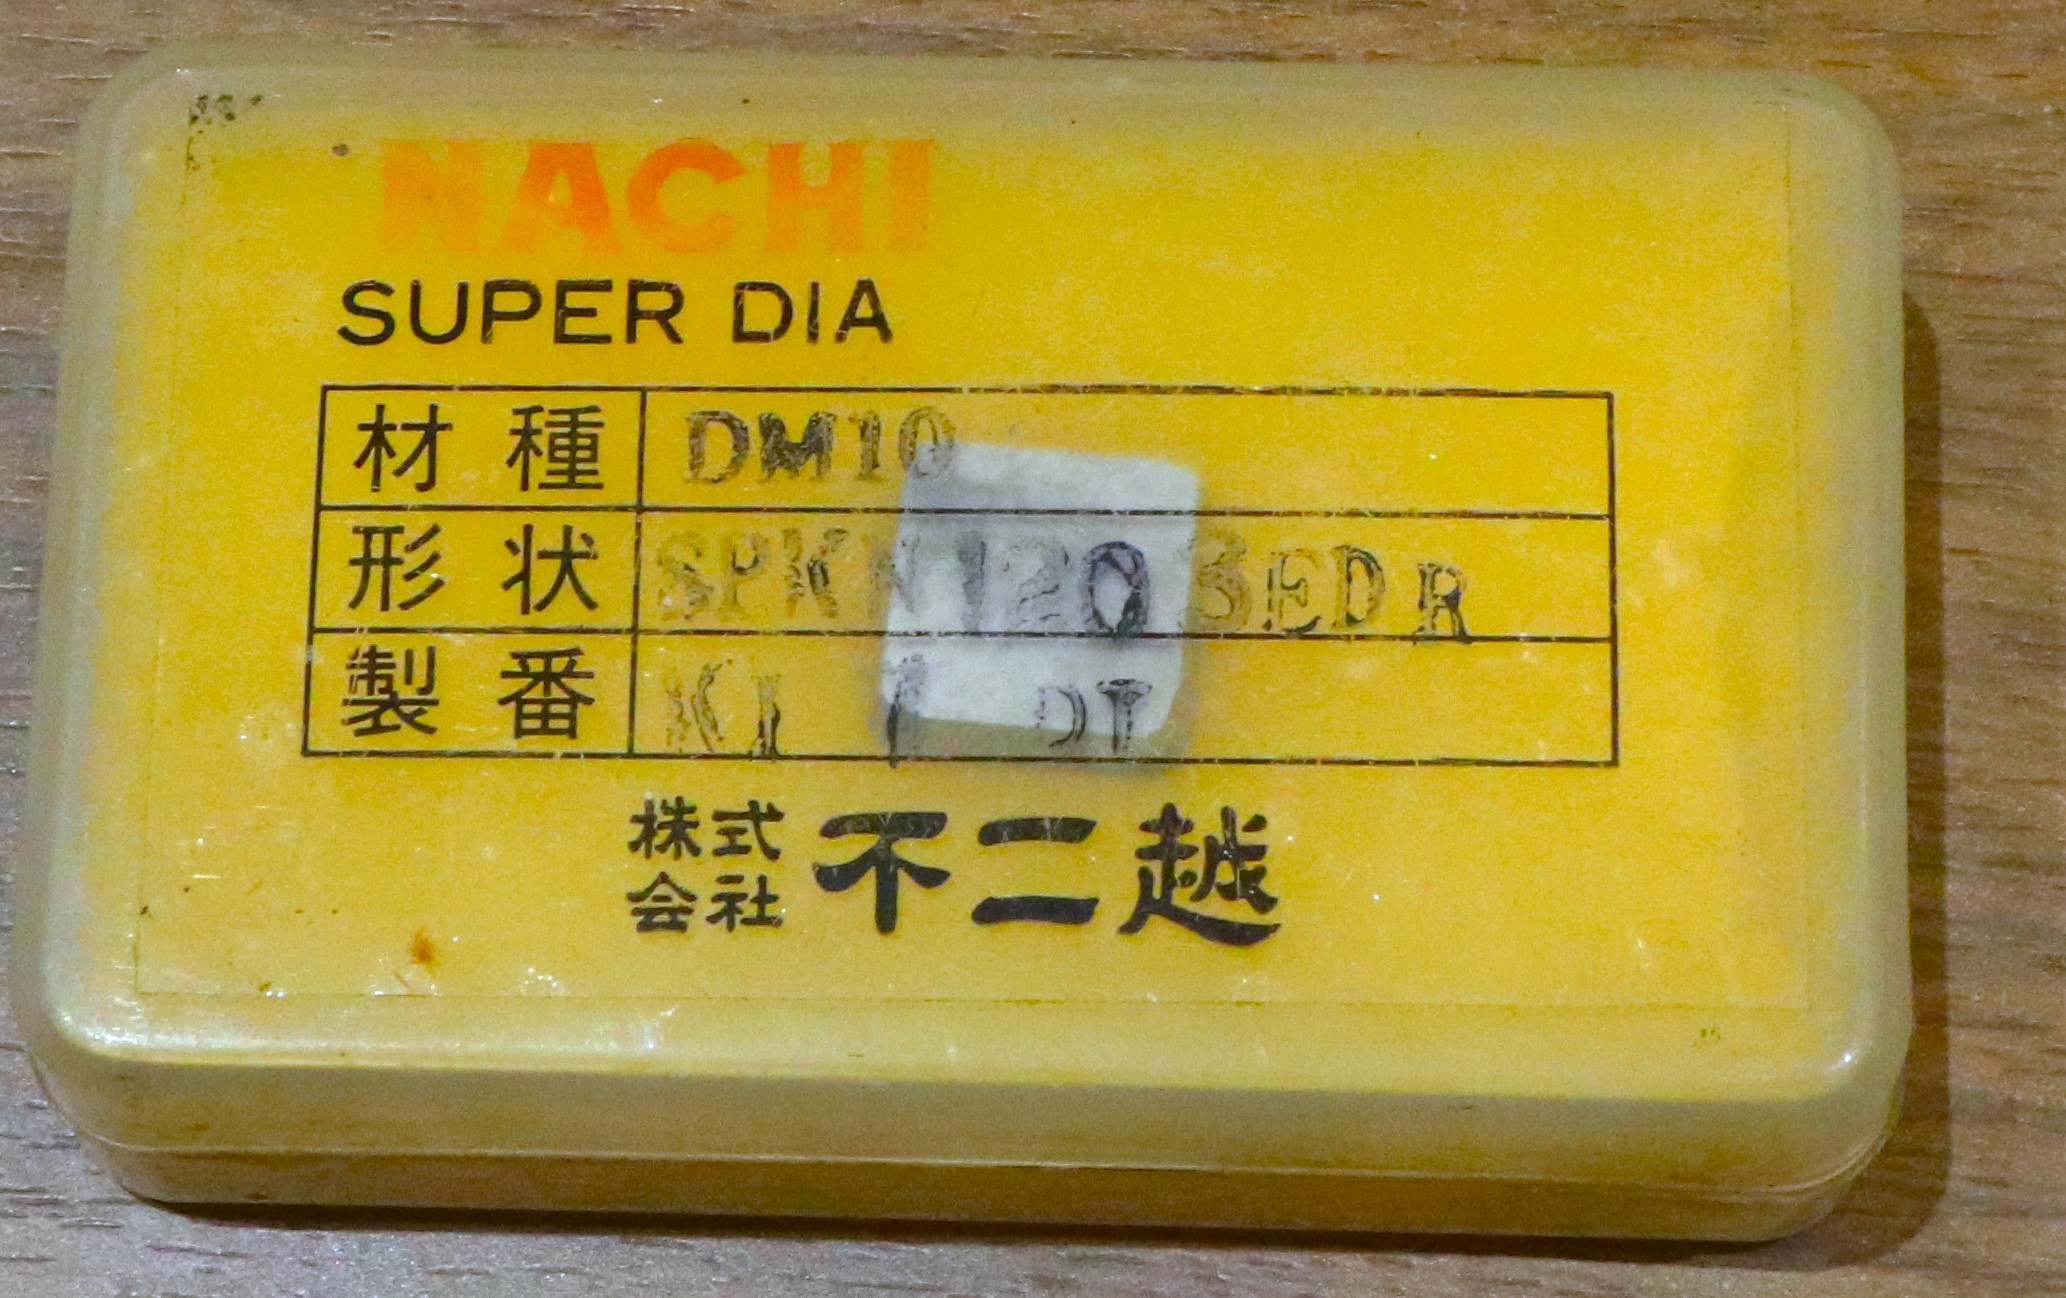 NACHI
SUPER DIA
材種 DM10
形状 SPKN1203EDR
製番
株式会社 不二越